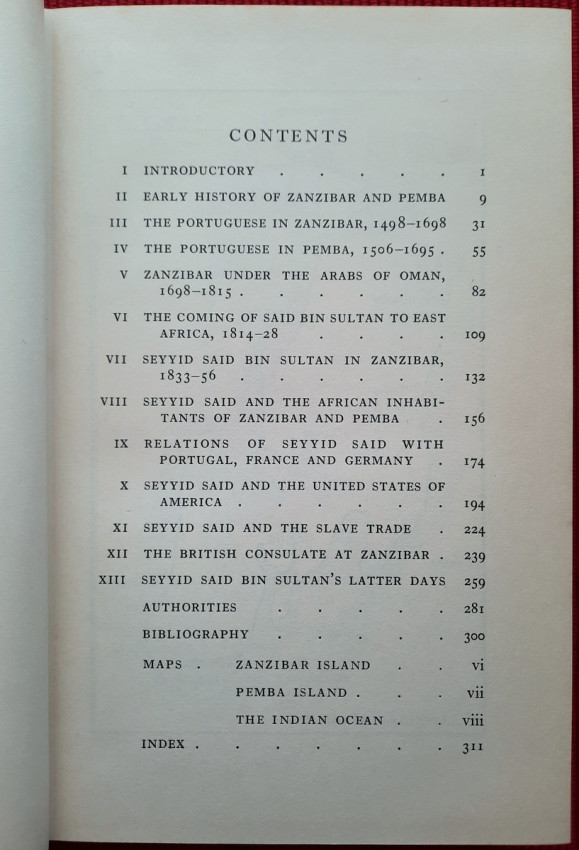 CONTENTS
I INTRODUCTORY . . . . . 1
II EARLY HISTORY OF ZANZIBAR AND PEMBA 9
III THE PORTUGUESE IN ZANZIBAR, 1498–1698 31
IV THE PORTUGUESE IN PEMBA, 1506–1695 . 55
V ZANZIBAR UNDER THE ARABS OF OMAN,
1698–1815 . . . . . . 82
VI THE COMING OF SAID BIN SULTAN TO EAST
AFRICA, 1814–28 . . . . 109
VII SEYYID SAID BIN SULTAN IN ZANZIBAR,
1833–56 . . . . . . 132
VIII SEYYID SAID AND THE AFRICAN INHABI-
TANTS OF ZANZIBAR AND PEMBA . 156
IX RELATIONS OF SEYYID SAID WITH
PORTUGAL, FRANCE AND GERMANY . 174
X SEYYID SAID AND THE UNITED STATES OF
AMERICA . . . . . . 194
XI SEYYID SAID AND THE SLAVE TRADE . 224
XII THE BRITISH CONSULATE AT ZANZIBAR . 239
XIII SEYYID SAID BIN SULTAN'S LATTER DAYS 259
AUTHORITIES . . . . . 281
BIBLIOGRAPHY . . . . . 300
MAPS . ZANZIBAR ISLAND . . vi
PEMBA ISLAND . . . vii
THE INDIAN OCEAN . . viii
INDEX . . . . . . . 311